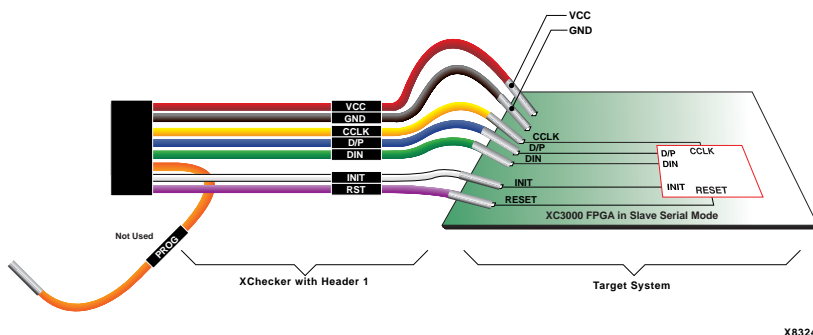 VCC
GND
VCC
GND
CCLK
D/P
DIN
INIT
RST
CCLK
D/P
DIN
INIT
RESET
D/P
CCLK
DIN
INIT
RESET
XC3000 FPGA in Slave Serial Mode
Not Used
PROG
XChecker with Header 1
Target System
X8324